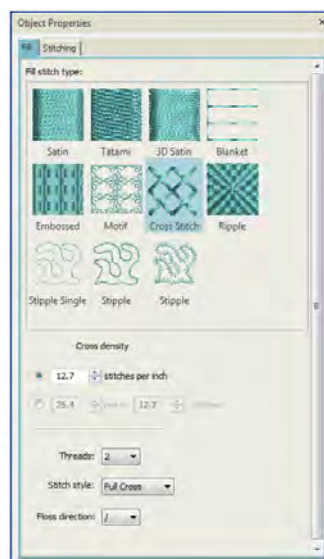 Object Properties
Fill Stitching
Fill stitch type:
Satin Tatami 3D Satin Blanket
Embossed Motif Cross Stitch Ripple
Stipple Single Stipple Stipple
Cross density
12.7 stitches per inch
25.4 12.7
Threads: 2
Stitch style: Full Cross
Floss direction: /